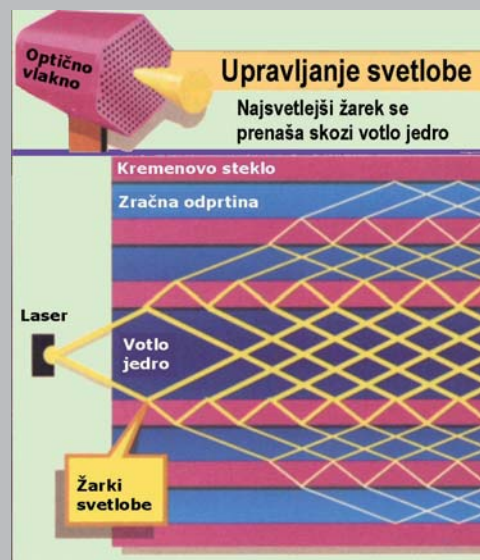 Optično
vlakno
Upravljanje svetlobe
Najsvetlejši žarek se
prenaša skozi votlo jedro
Kremenovo steklo
Zračna odprtina
Laser
Votlo
jedro
Žarki
svetlobe